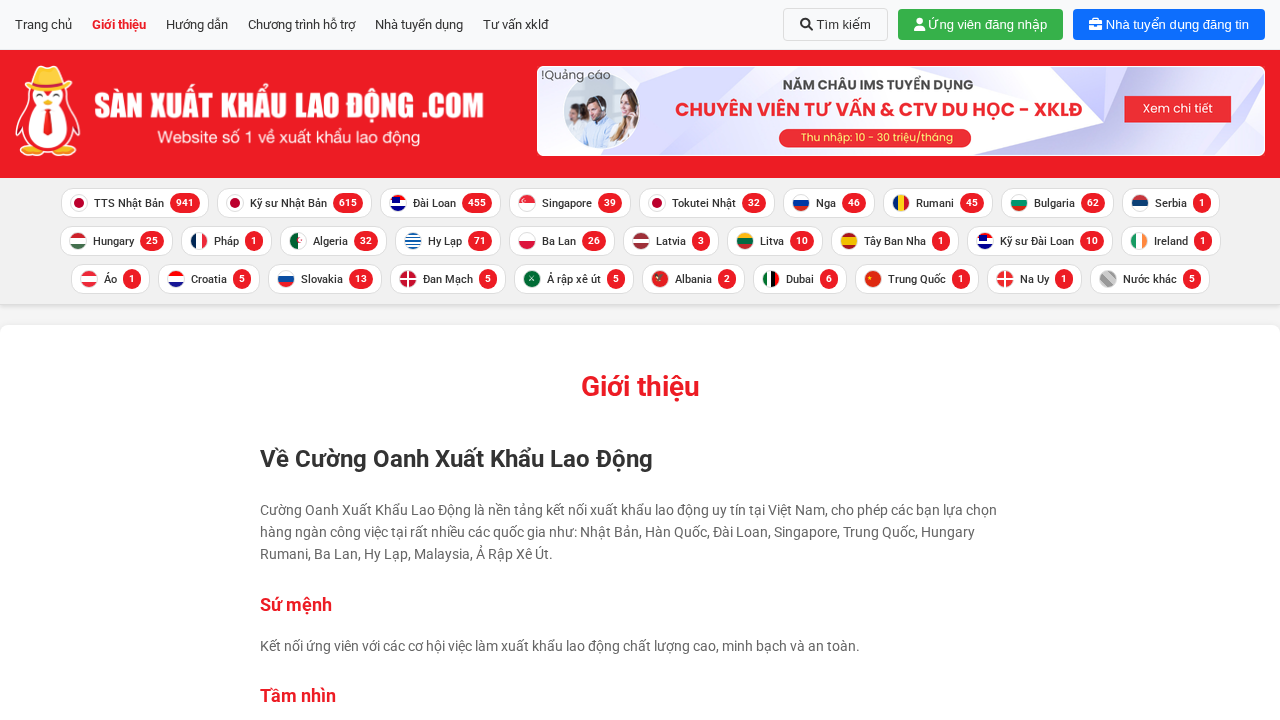 Trang chủ Giới thiệu Hướng dẫn Chương trình hỗ trợ Nhà tuyển dụng Tư vấn xklđ Tìm kiếm Ứng viên đăng nhập Nhà tuyển dụng đăng tin
SÀN XUẤT KHẨU LAO ĐỘNG .COM
Website số 1 về xuất khẩu lao động
!Quảng cáo
NĂM CHÂU IMS TUYỂN DỤNG
CHUYÊN VIÊN TƯ VẤN & CTV DU HỌC - XKLĐ
Thu nhập: 10 - 30 triệu/tháng
Xem chi tiết
TTS Nhật Bản 941 Kỹ sư Nhật Bản 615 Đài Loan 455 Singapore 39 Tokutei Nhật 32 Nga 46 Rumani 45 Bulgaria 62 Serbia 1
Hungary 25 Pháp 1 Algeria 32 Hy Lạp 71 Ba Lan 26 Latvia 3 Litva 10 Tây Ban Nha 1 Kỹ sư Đài Loan 10 Ireland 1
Áo 1 Croatia 5 Slovakia 13 Đan Mạch 5 Ả rập xê út 5 Albania 2 Dubai 6 Trung Quốc 1 Na Uy 1 Nước khác 5
Giới thiệu
Về Cường Oanh Xuất Khẩu Lao Động
Cường Oanh Xuất Khẩu Lao Động là nền tảng kết nối xuất khẩu lao động uy tín tại Việt Nam, cho phép các bạn lựa chọn
hàng ngàn công việc tại rất nhiều các quốc gia như: Nhật Bản, Hàn Quốc, Đài Loan, Singapore, Trung Quốc, Hungary
Rumani, Ba Lan, Hy Lạp, Malaysia, Ả Rập Xê Út.
Sứ mệnh
Kết nối ứng viên với các cơ hội việc làm xuất khẩu lao động chất lượng cao, minh bạch và an toàn.
Tầm nhìn